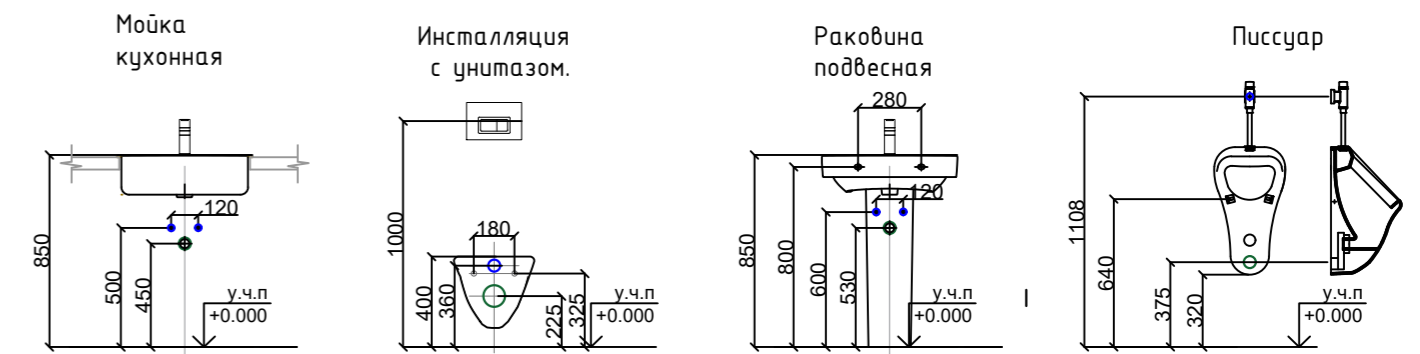 Мойка
кухонная
120
850
500
450
у.ч.п
+0.000
Инсталляция
с унитазом.
1000
180
400
360
225
325
у.ч.п
+0.000
Раковина
подвесная
280
120
850
800
600
530
у.ч.п
+0.000
Писсуар
1108
640
375
320
у.ч.п
+0.000